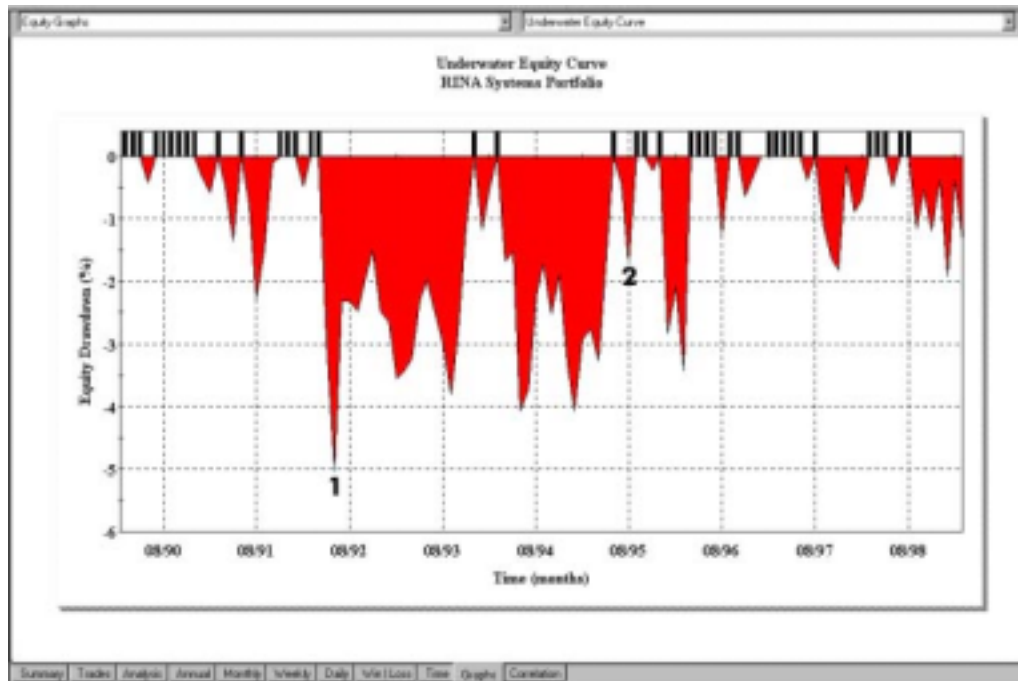 Equity Graphs
Underwater Equity Curve
Underwater Equity Curve
RINA Systems Portfolio
0
-1
-2
-3
-4
-5
-6
Equity Drawdown (%)
1
2
08/90 08/91 08/92 08/93 08/94 08/95 08/96 08/97 08/98
Time (months)
Summary Trades Analysis Annual Monthly Weekly Daily Win\Loss Time Graphs Correlation